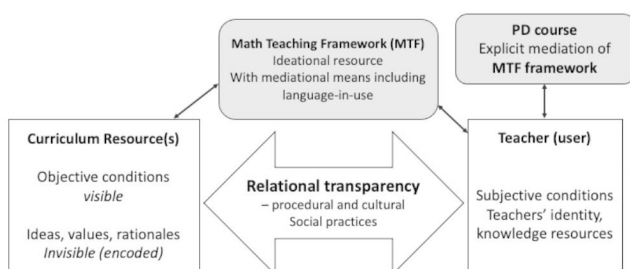 Math Teaching Framework (MTF)
Ideational resource
With mediational means including
language-in-use
PD course
Explicit mediation of
MTF framework
Curriculum Resource(s)
Objective conditions
visible
Ideas, values, rationales
Invisible (encoded)
Relational transparency
– procedural and cultural
Social practices
Teacher (user)
Subjective conditions
Teachers' identity,
knowledge resources